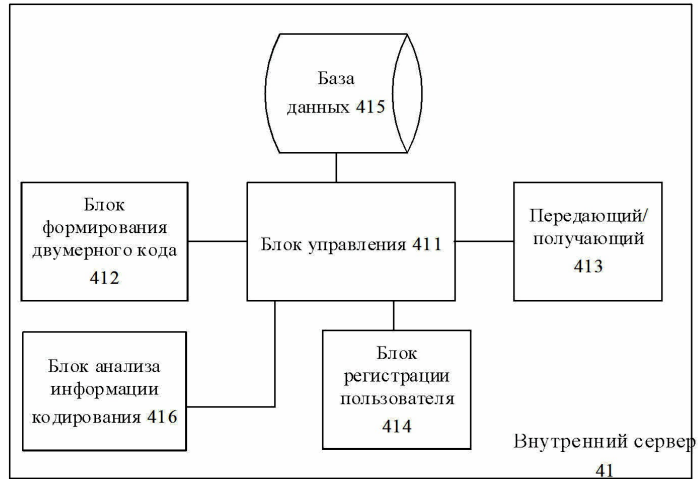 База
данных 415
Блок
формирования
двумерного кода
412
Блок управления 411
Передающий/
получающий
413
Блок анализа
информации
кодирования 416
Блок
регистрации
пользователя
414
Внутренний сервер
41